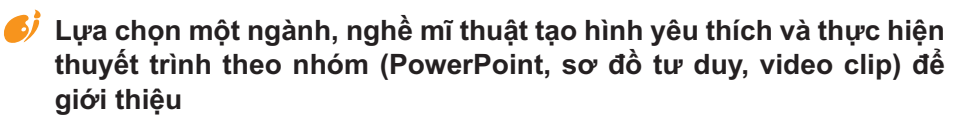 Lựa chọn một ngành, nghề mĩ thuật tạo hình yêu thích và thực hiện
thuyết trình theo nhóm (PowerPoint, sơ đồ tư duy, video clip) để
giới thiệu